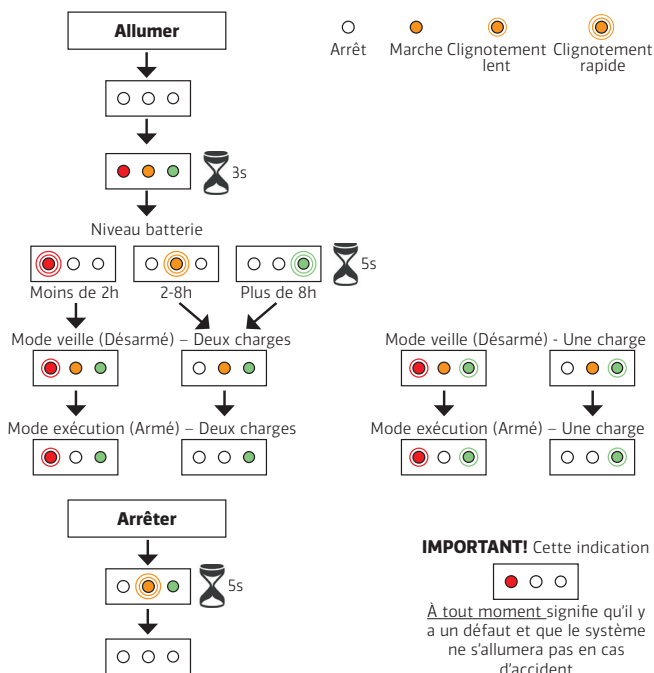 Allumer
Arrêt Marche Clignotement lent Clignotement rapide
3s
Niveau batterie
5s
Moins de 2h 2-8h Plus de 8h
Mode veille (Désarmé) – Deux charges
Mode veille (Désarmé) - Une charge
Mode exécution (Armé) – Deux charges
Mode exécution (Armé) – Une charge
Arrêter
5s
IMPORTANT! Cette indication
À tout moment signifie qu'il y
a un défaut et que le système
ne s'allumera pas en cas
d'accident